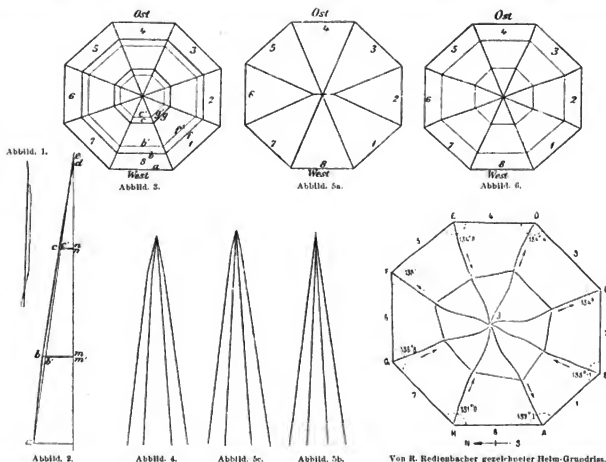 Ost
4
5
3
6
2
7
1
8
a
b
b'
c'
c
g'
g
f'
f
West
Abbild. 3.
Ost
4
5
3
6
2
7
1
8
West
Abbild. 5a.
Ost
4
5
3
6
2
7
1
8
West
Abbild. 6.
Abbild. 1.
e
d
c
c'
n
n
b
b'
m
m'
a
Abbild. 2.
Abbild. 4.
Abbild. 5c.
Abbild. 5b.
E
4
D
5
3
F
6
J
G
7
H
8
A
1
N
S
Von R. Redienbacher gezeichneter Helm-Grundriss.